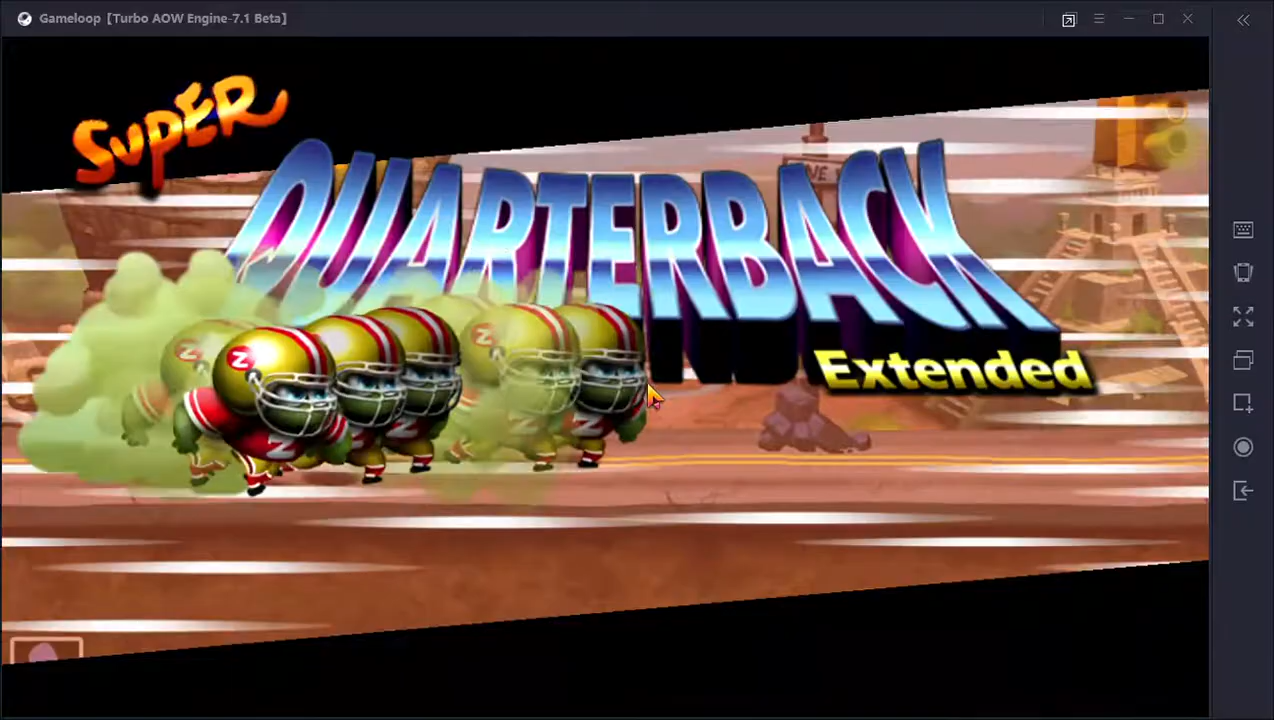 Gameloop【Turbo AOW Engine-7.1 Beta】
SUPER
QUARTERBACK
Extended
Z
Z
Z
Z